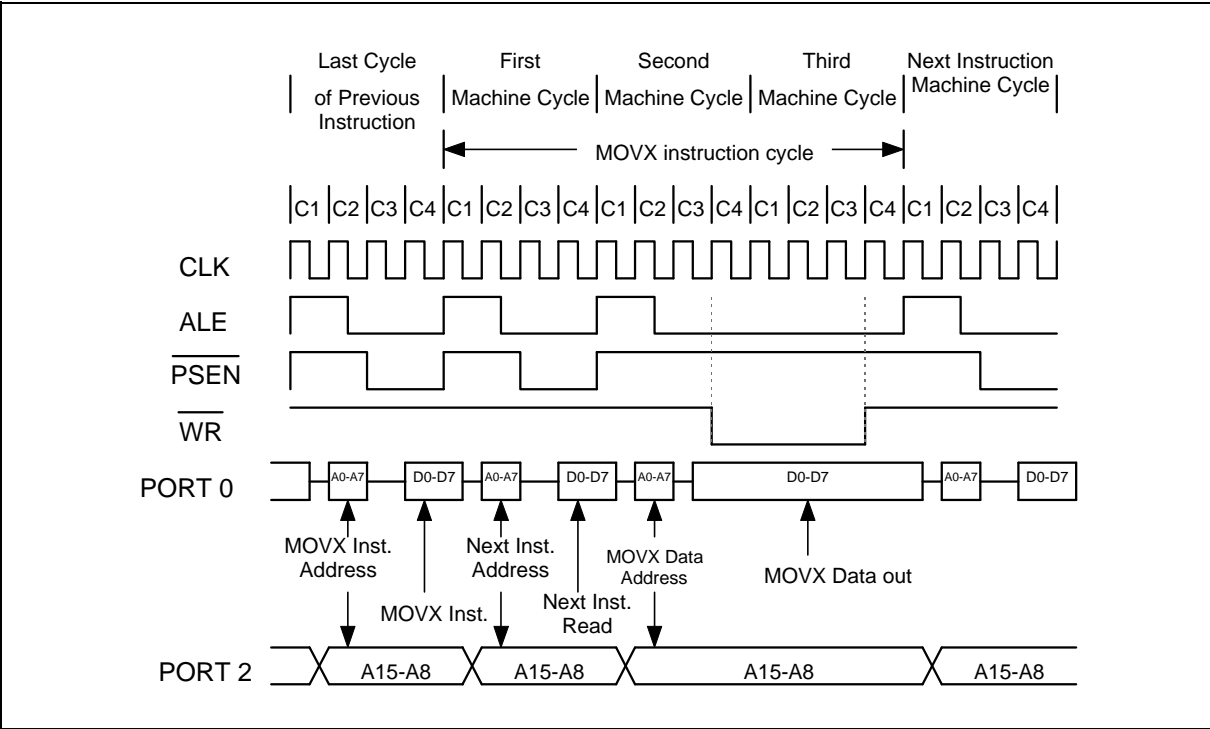 Last Cycle First Second Third Next Instruction
of Previous Machine Cycle Machine Cycle Machine Cycle Machine Cycle
Instruction
MOVX instruction cycle
C1 C2 C3 C4 C1 C2 C3 C4 C1 C2 C3 C4 C1 C2 C3 C4 C1 C2 C3 C4
CLK
ALE
PSEN
WR
PORT 0 A0-A7 D0-D7 A0-A7 D0-D7 A0-A7 D0-D7 A0-A7 D0-D7
MOVX Inst.
Address
MOVX Inst.
Next Inst.
Address
Next Inst.
Read
MOVX Data
Address
MOVX Data out
PORT 2 A15-A8 A15-A8 A15-A8 A15-A8